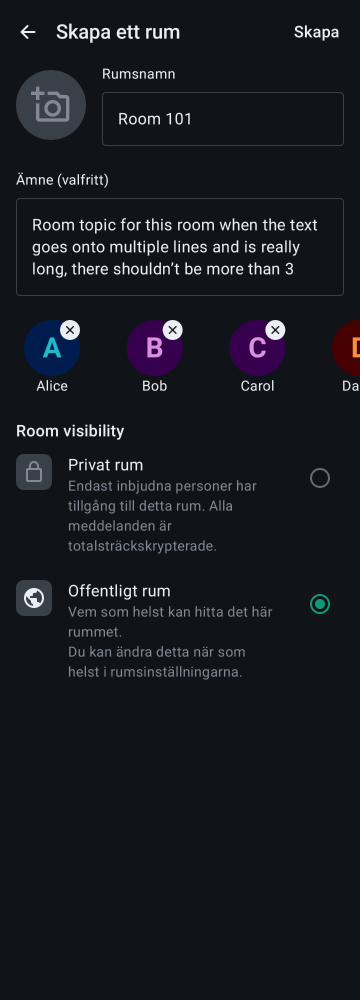 Skapa ett rum
Skapa
Rumsnamn
Room 101
Ämne (valfritt)
Room topic for this room when the text
goes onto multiple lines and is really
long, there shouldn’t be more than 3
A
B
C
D
Alice
Bob
Carol
Da
Room visibility
Privat rum
Endast inbjudna personer har
tillgång till detta rum. Alla
meddelanden är
totalsträckskrypterade.
Offentligt rum
Vem som helst kan hitta det här
rummet.
Du kan ändra detta när som
helst i rumsinställningarna.